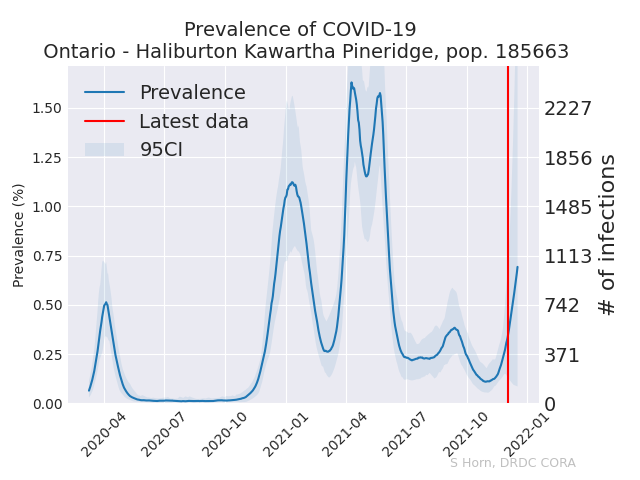 Prevalence of COVID-19
Ontario - Haliburton Kawartha Pineridge, pop. 185663
Prevalence
Latest data
95CI
Prevalence (%)
1.50
1.25
1.00
0.75
0.50
0.25
0.00
2227
1856
1485
1113
742
371
0
# of infections
2020-04
2020-07
2020-10
2021-01
2021-04
2021-07
2021-10
2022-01
S Horn, DRDC CORA